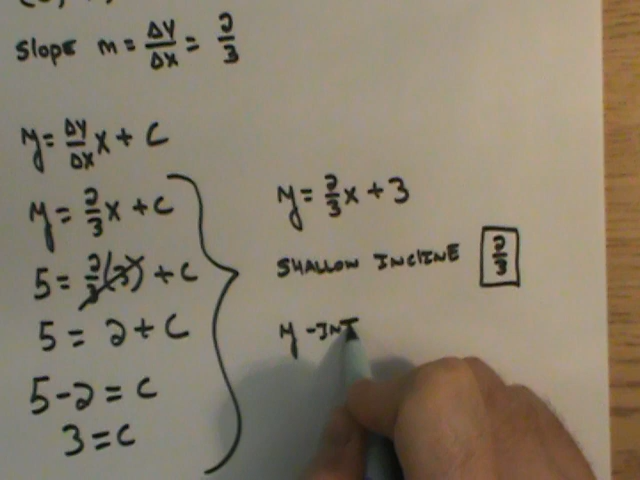 Slope m = ΔY/ΔX = 2/3
y = ΔY/ΔX x + C
y = 2/3 x + C
5 = 2/3 (3) + C
5 = 2 + C
5 - 2 = C
3 = C
y = 2/3 x + 3
SHALLOW INCLINE 2/3
y - INT